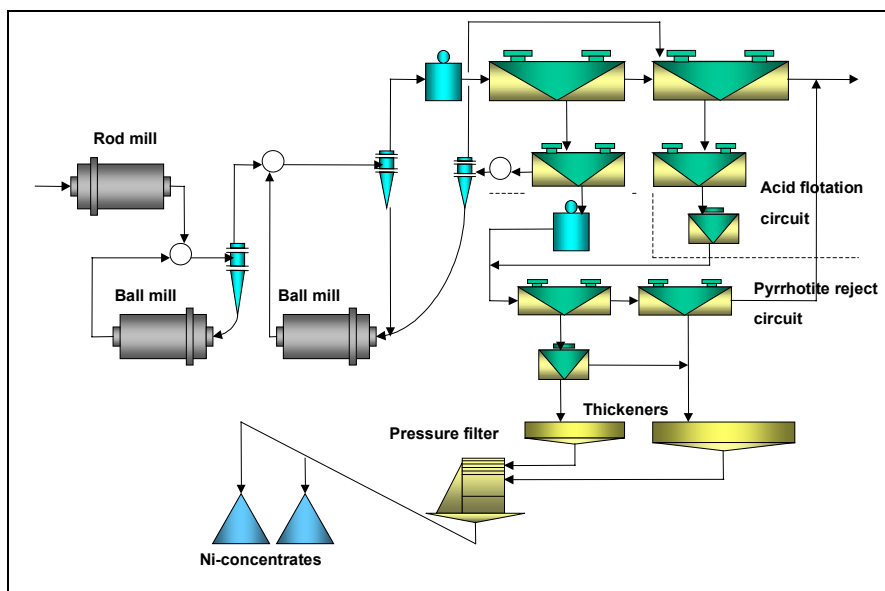 Rod mill
Acid flotation
circuit
Ball mill
Ball mill
Pyrrhotite reject
circuit
Thickeners
Pressure filter
Ni-concentrates